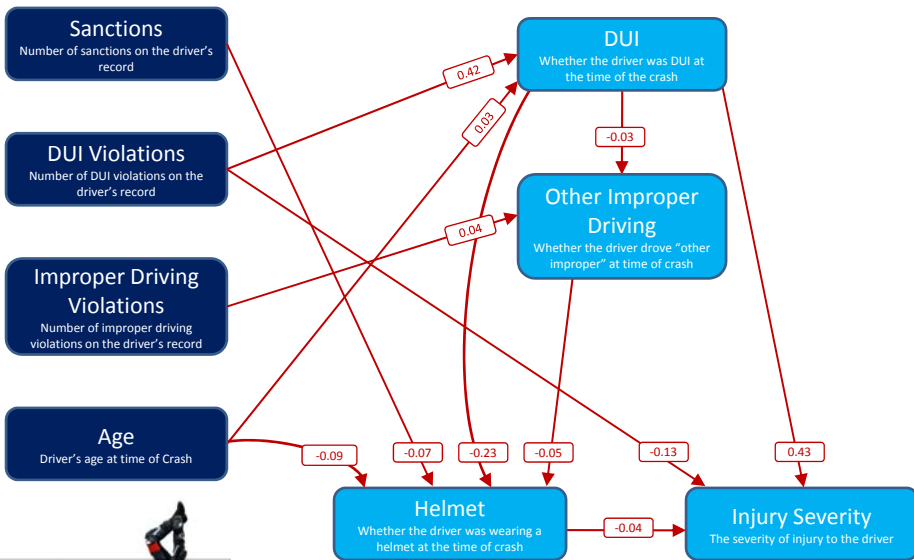 Sanctions
Number of sanctions on the driver's
record
DUI
Whether the driver was DUI at
the time of the crash
0.42
0.03
-0.03
DUI Violations
Number of DUI violations on the
driver's record
Other Improper
Driving
Whether the driver drove “other
improper” at time of crash
0.04
Improper Driving
Violations
Number of improper driving
violations on the driver's record
Age
Driver's age at time of Crash
-0.09
-0.07
-0.23
-0.05
-0.13
0.43
Helmet
Whether the driver was wearing a
helmet at the time of crash
-0.04
Injury Severity
The severity of injury to the driver